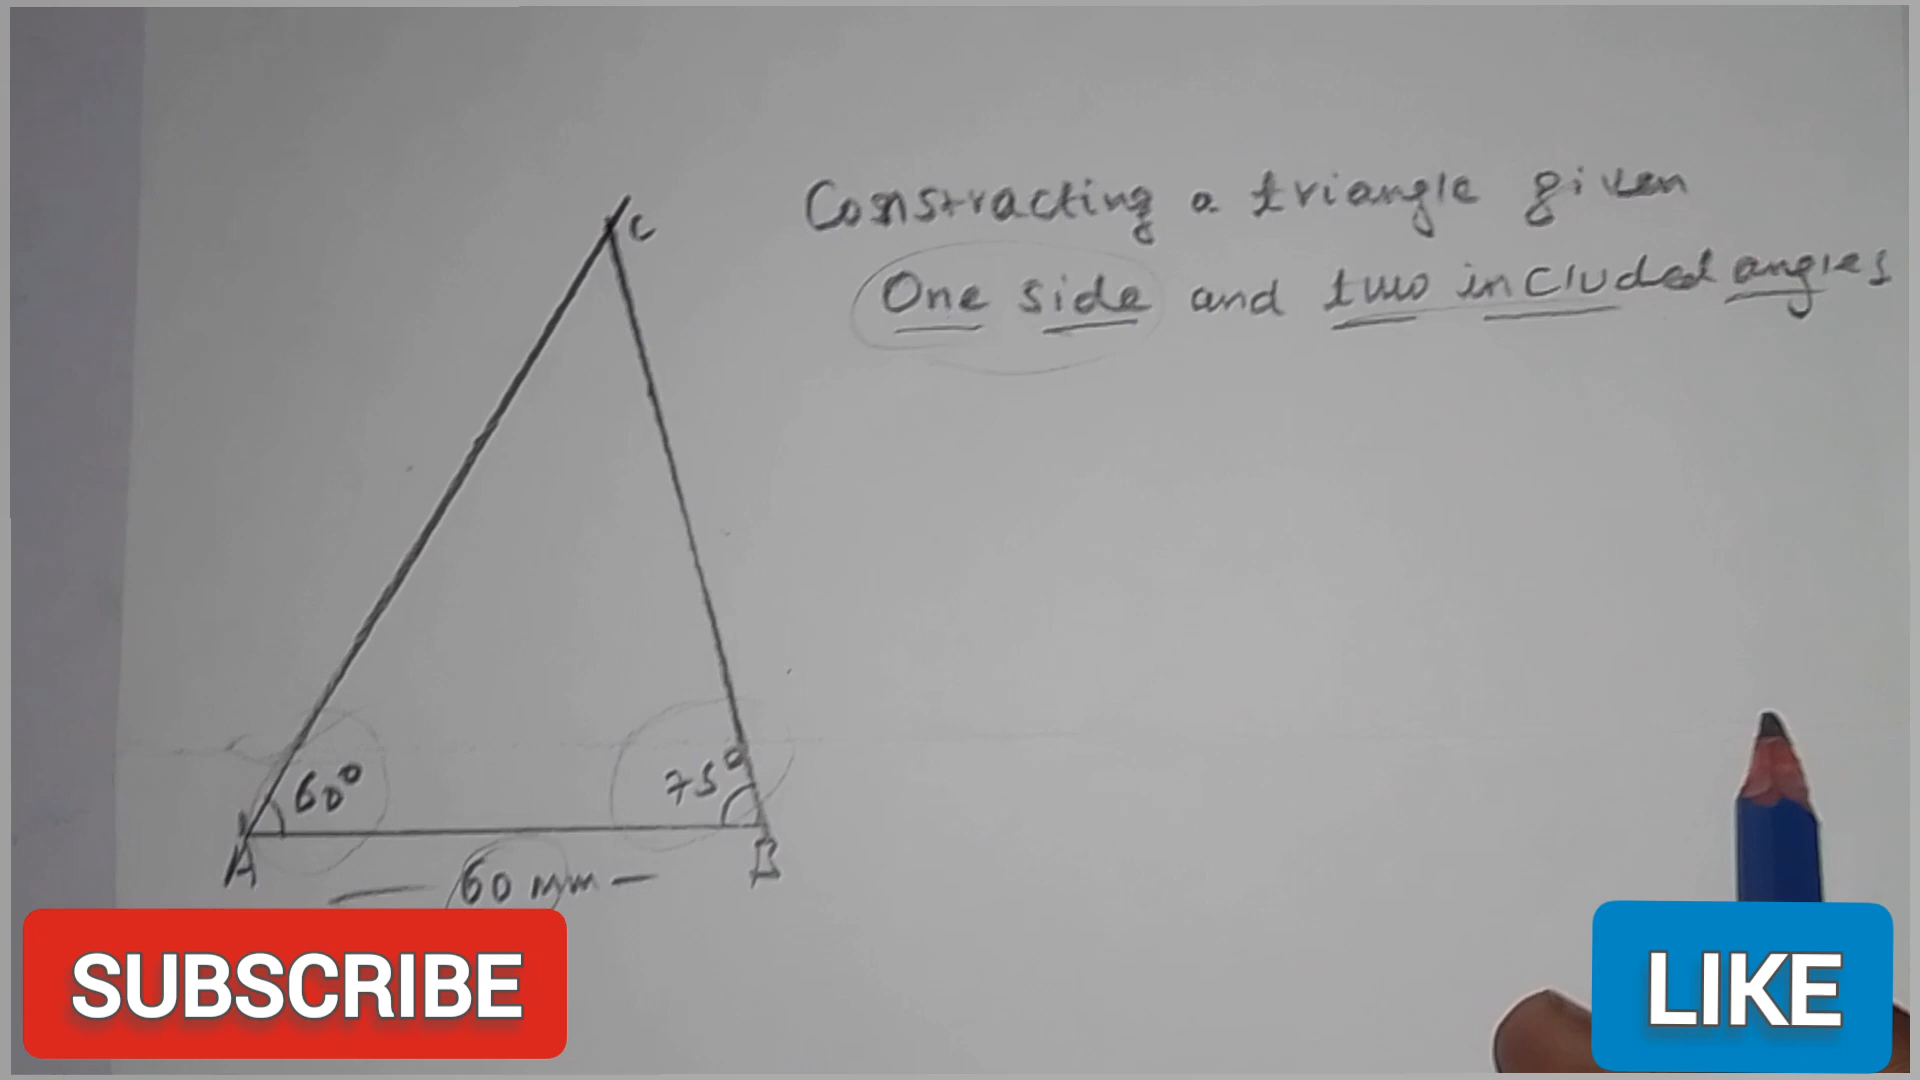 Constracting a triangle given
One side and two included angles
C
60°
75°
A
B
60 mm
SUBSCRIBE
LIKE